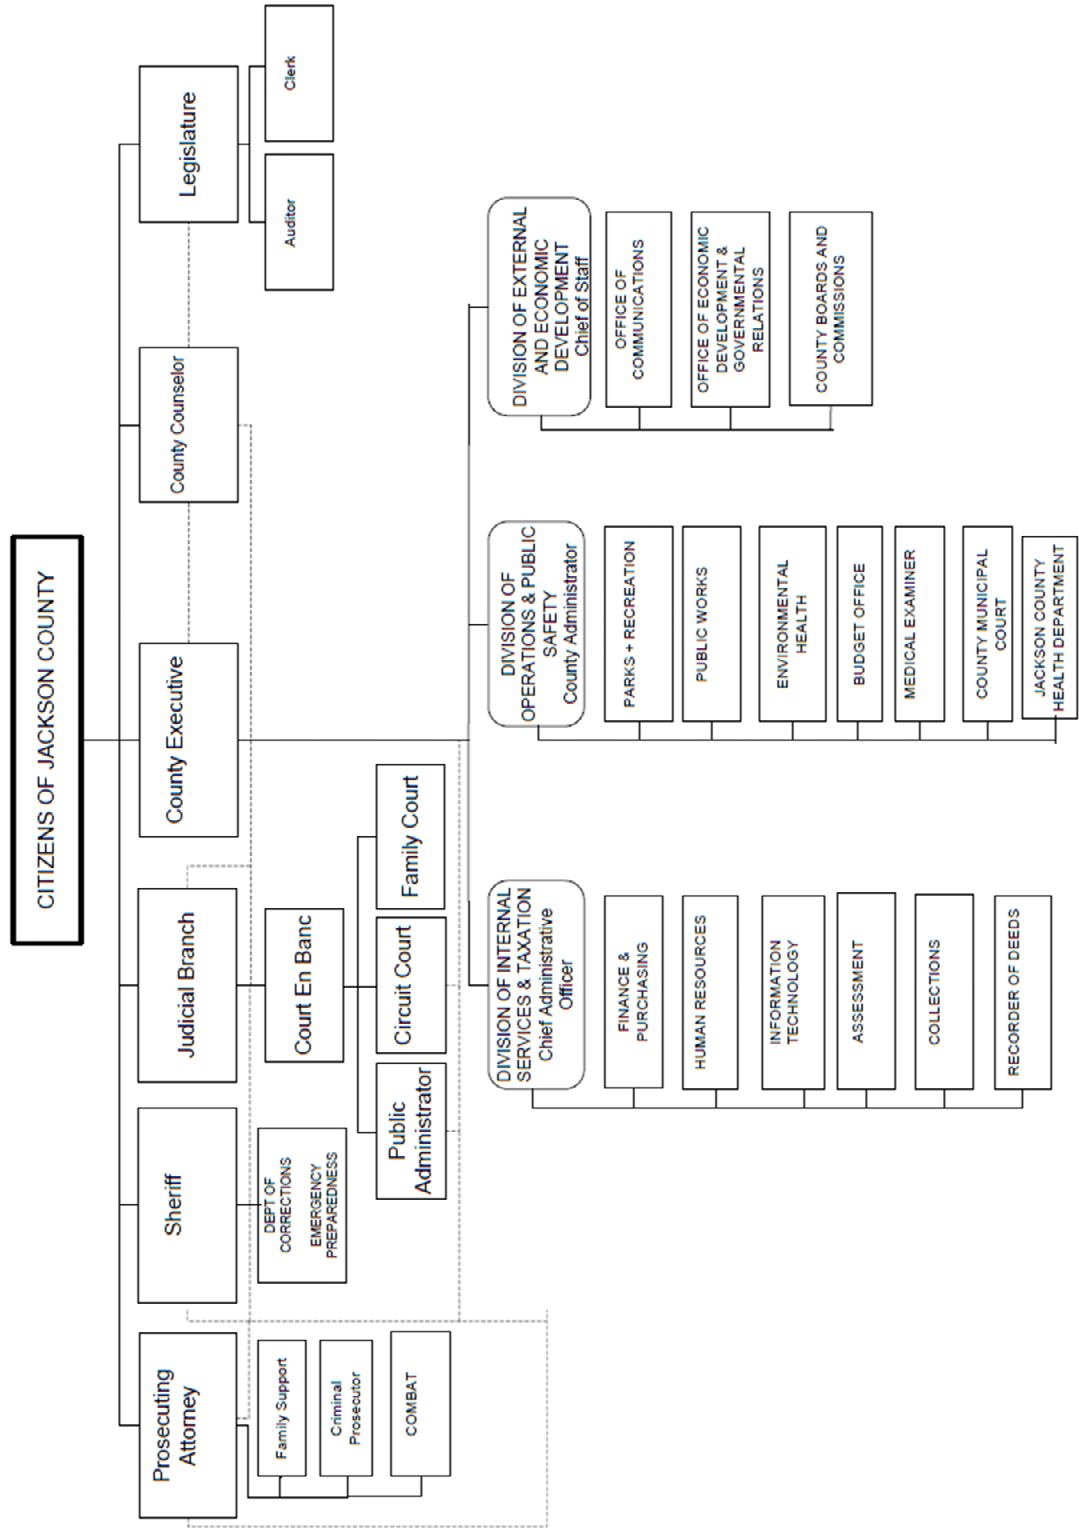 CITIZENS OF JACKSON COUNTY
Prosecuting
Attorney
Sheriff
Judicial Branch
County Executive
County Counselor
Legislature
Family Support
Criminal
Prosecutor
COMBAT
DEPT OF
CORRECTIONS
EMERGENCY
PREPAREDNESS
Court En Banc
Public
Administrator
Circuit Court
Family Court
Auditor
Clerk
DIVISION OF INTERNAL
SERVICES & TAXATION
Chief Administrative
Officer
FINANCE &
PURCHASING
HUMAN RESOURCES
INFORMATION
TECHNOLOGY
ASSESSMENT
COLLECTIONS
RECORDER OF DEEDS
DIVISION OF
OPERATIONS & PUBLIC
SAFETY
County Administrator
PARKS + RECREATION
PUBLIC WORKS
ENVIRONMENTAL
HEALTH
BUDGET OFFICE
MEDICAL EXAMINER
COUNTY MUNICIPAL
COURT
JACKSON COUNTY
HEALTH DEPARTMENT
DIVISION OF EXTERNAL
AND ECONOMIC
DEVELOPMENT
Chief of Staff
OFFICE OF
COMMUNICATIONS
OFFICE OF ECONOMIC
DEVELOPMENT &
GOVERNMENTAL
RELATIONS
COUNTY BOARDS AND
COMMISSIONS